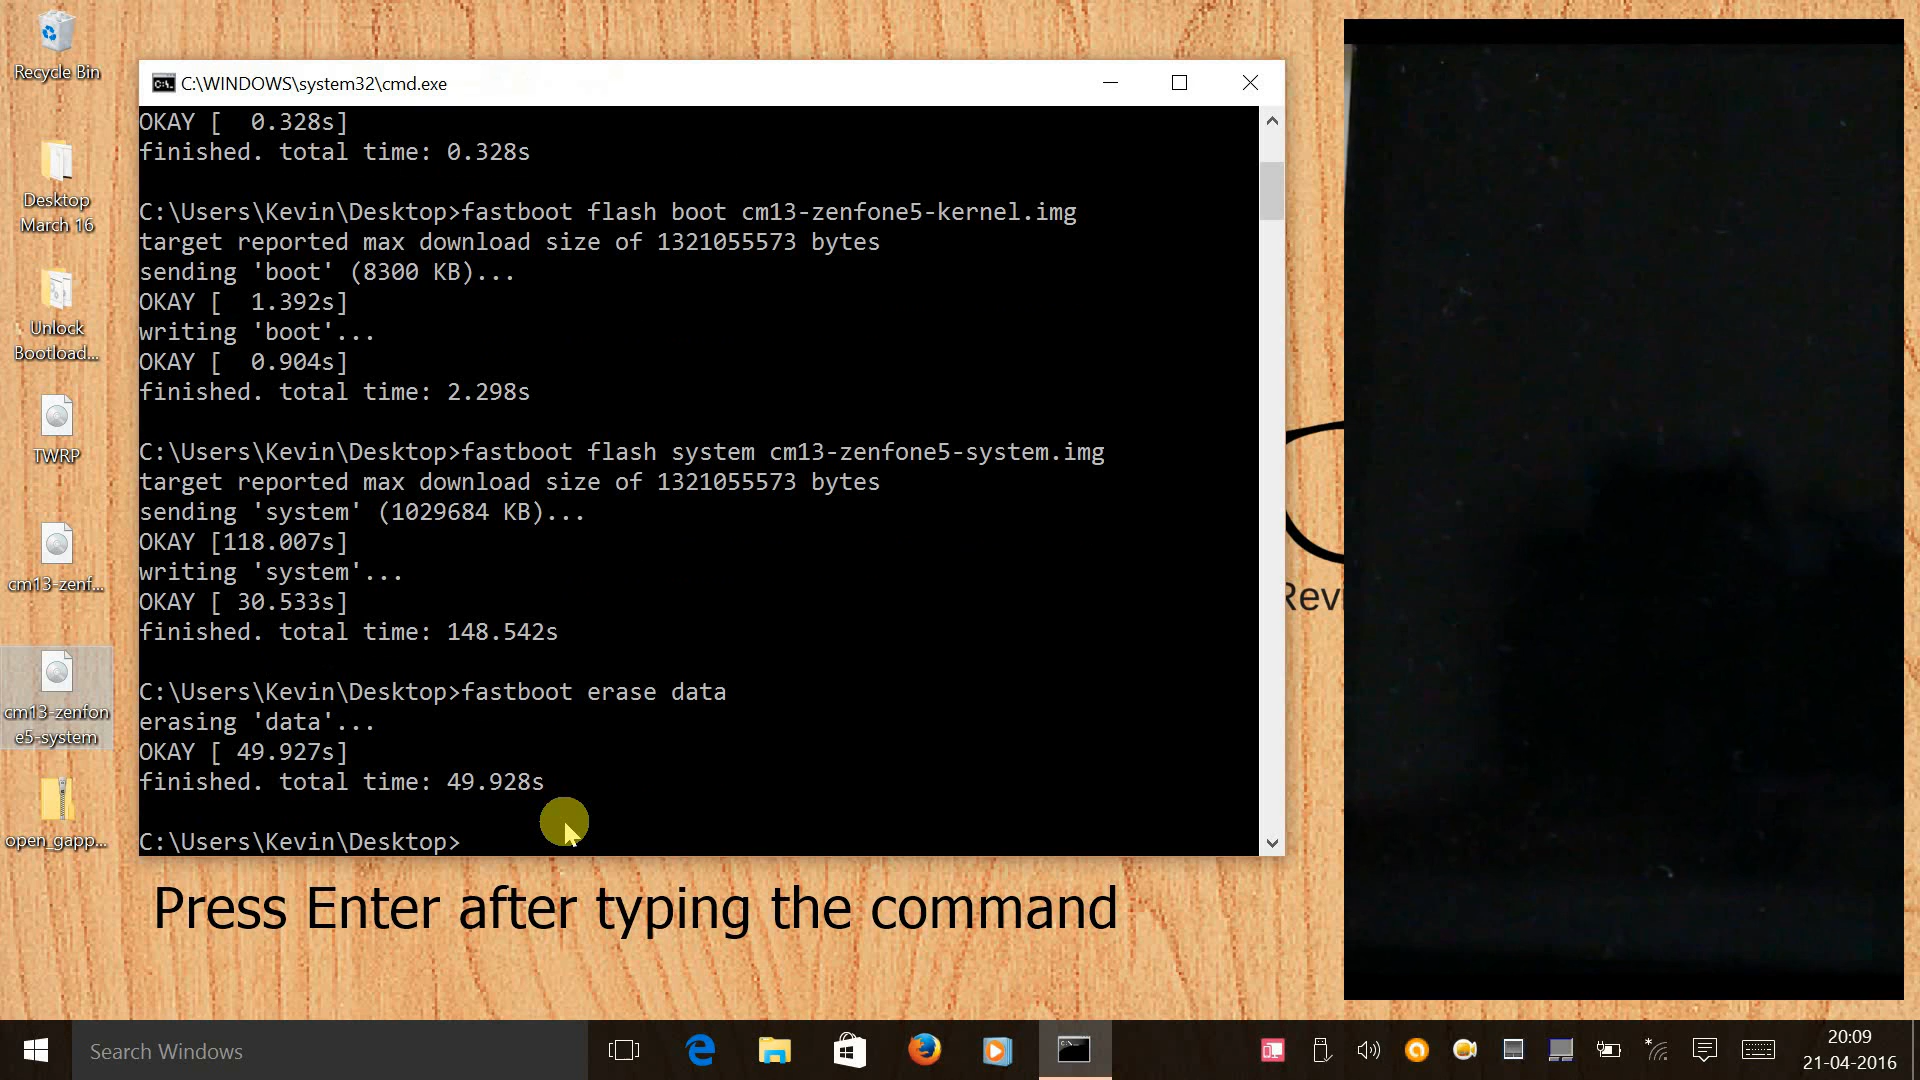 Recycle Bin
Desktop
March 16
Unlock
Bootload...
TWRP
cm13-zenf...
cm13-zenfon
e5-system
open_gapp...
C:\WINDOWS\system32\cmd.exe
OKAY [  0.328s]
finished. total time: 0.328s
C:\Users\Kevin\Desktop>fastboot flash boot cm13-zenfone5-kernel.img
target reported max download size of 1321055573 bytes
sending 'boot' (8300 KB)...
OKAY [  1.392s]
writing 'boot'...
OKAY [  0.904s]
finished. total time: 2.298s
C:\Users\Kevin\Desktop>fastboot flash system cm13-zenfone5-system.img
target reported max download size of 1321055573 bytes
sending 'system' (1029684 KB)...
OKAY [118.007s]
writing 'system'...
OKAY [ 30.533s]
finished. total time: 148.542s
C:\Users\Kevin\Desktop>fastboot erase data
erasing 'data'...
OKAY [ 49.927s]
finished. total time: 49.928s
C:\Users\Kevin\Desktop>
Rev
Press Enter after typing the command
Search Windows
20:09
21-04-2016